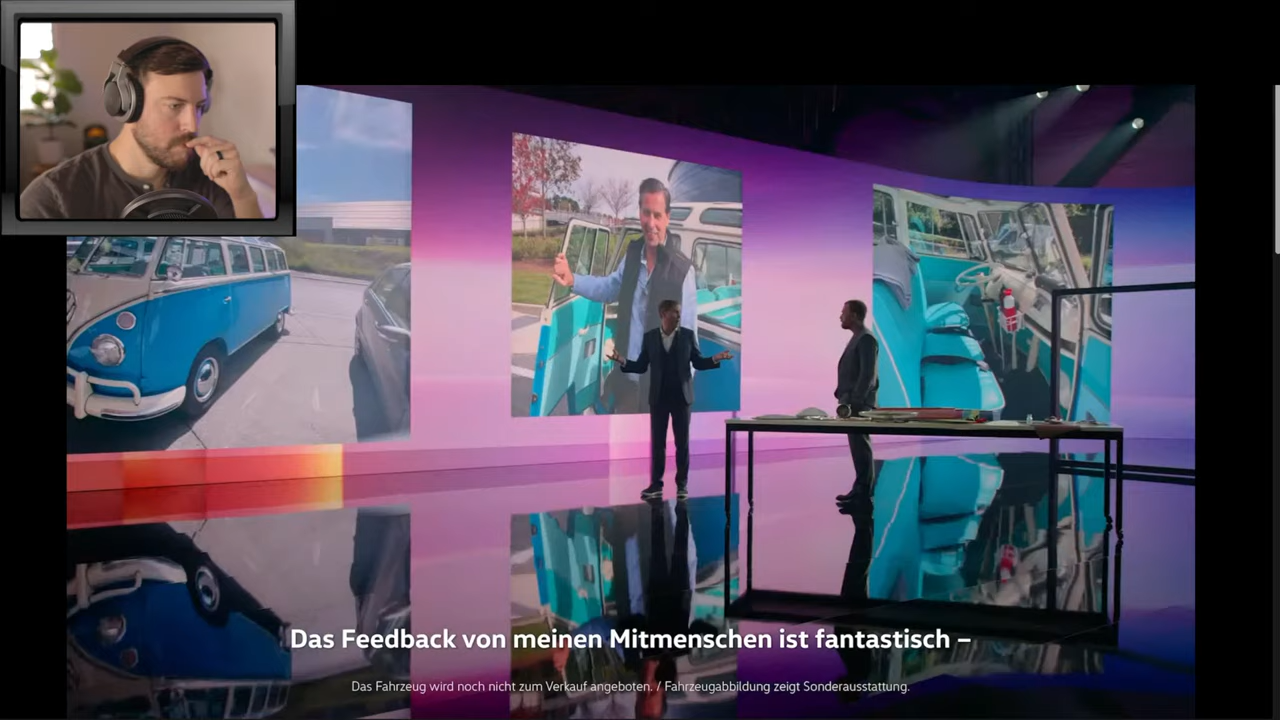 Das Feedback von meinen Mitmenschen ist fantastisch –
Das Fahrzeug wird noch nicht zum Verkauf angeboten. / Fahrzeugabbildung zeigt Sonderausstattung.